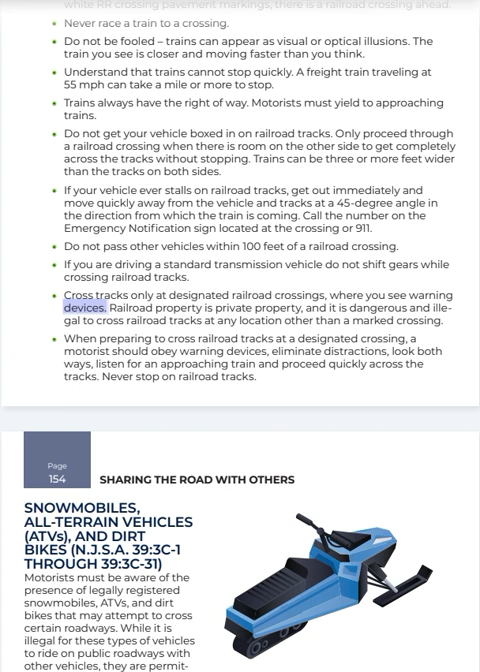 white RR crossing pavement markings, there is a railroad crossing ahead.
• Never race a train to a crossing.
• Do not be fooled – trains can appear as visual or optical illusions. The
train you see is closer and moving faster than you think.
• Understand that trains cannot stop quickly. A freight train traveling at
55 mph can take a mile or more to stop.
• Trains always have the right of way. Motorists must yield to approaching
trains.
• Do not get your vehicle boxed in on railroad tracks. Only proceed through
a railroad crossing when there is room on the other side to get completely
across the tracks without stopping. Trains can be three or more feet wider
than the tracks on both sides.
• If your vehicle ever stalls on railroad tracks, get out immediately and
move quickly away from the vehicle and tracks at a 45-degree angle in
the direction from which the train is coming. Call the number on the
Emergency Notification sign located at the crossing or 911.
• Do not pass other vehicles within 100 feet of a railroad crossing.
• If you are driving a standard transmission vehicle do not shift gears while
crossing railroad tracks.
• Cross tracks only at designated railroad crossings, where you see warning
devices. Railroad property is private property, and it is dangerous and ille-
gal to cross railroad tracks at any location other than a marked crossing.
• When preparing to cross railroad tracks at a designated crossing, a
motorist should obey warning devices, eliminate distractions, look both
ways, listen for an approaching train and proceed quickly across the
tracks. Never stop on railroad tracks.
Page
154
SHARING THE ROAD WITH OTHERS
SNOWMOBILES,
ALL-TERRAIN VEHICLES
(ATVs), AND DIRT
BIKES (N.J.S.A. 39:3C-1
THROUGH 39:3C-31)
Motorists must be aware of the
presence of legally registered
snowmobiles, ATVs, and dirt
bikes that may attempt to cross
certain roadways. While it is
illegal for these types of vehicles
to ride on public roadways with
other vehicles, they are permit-